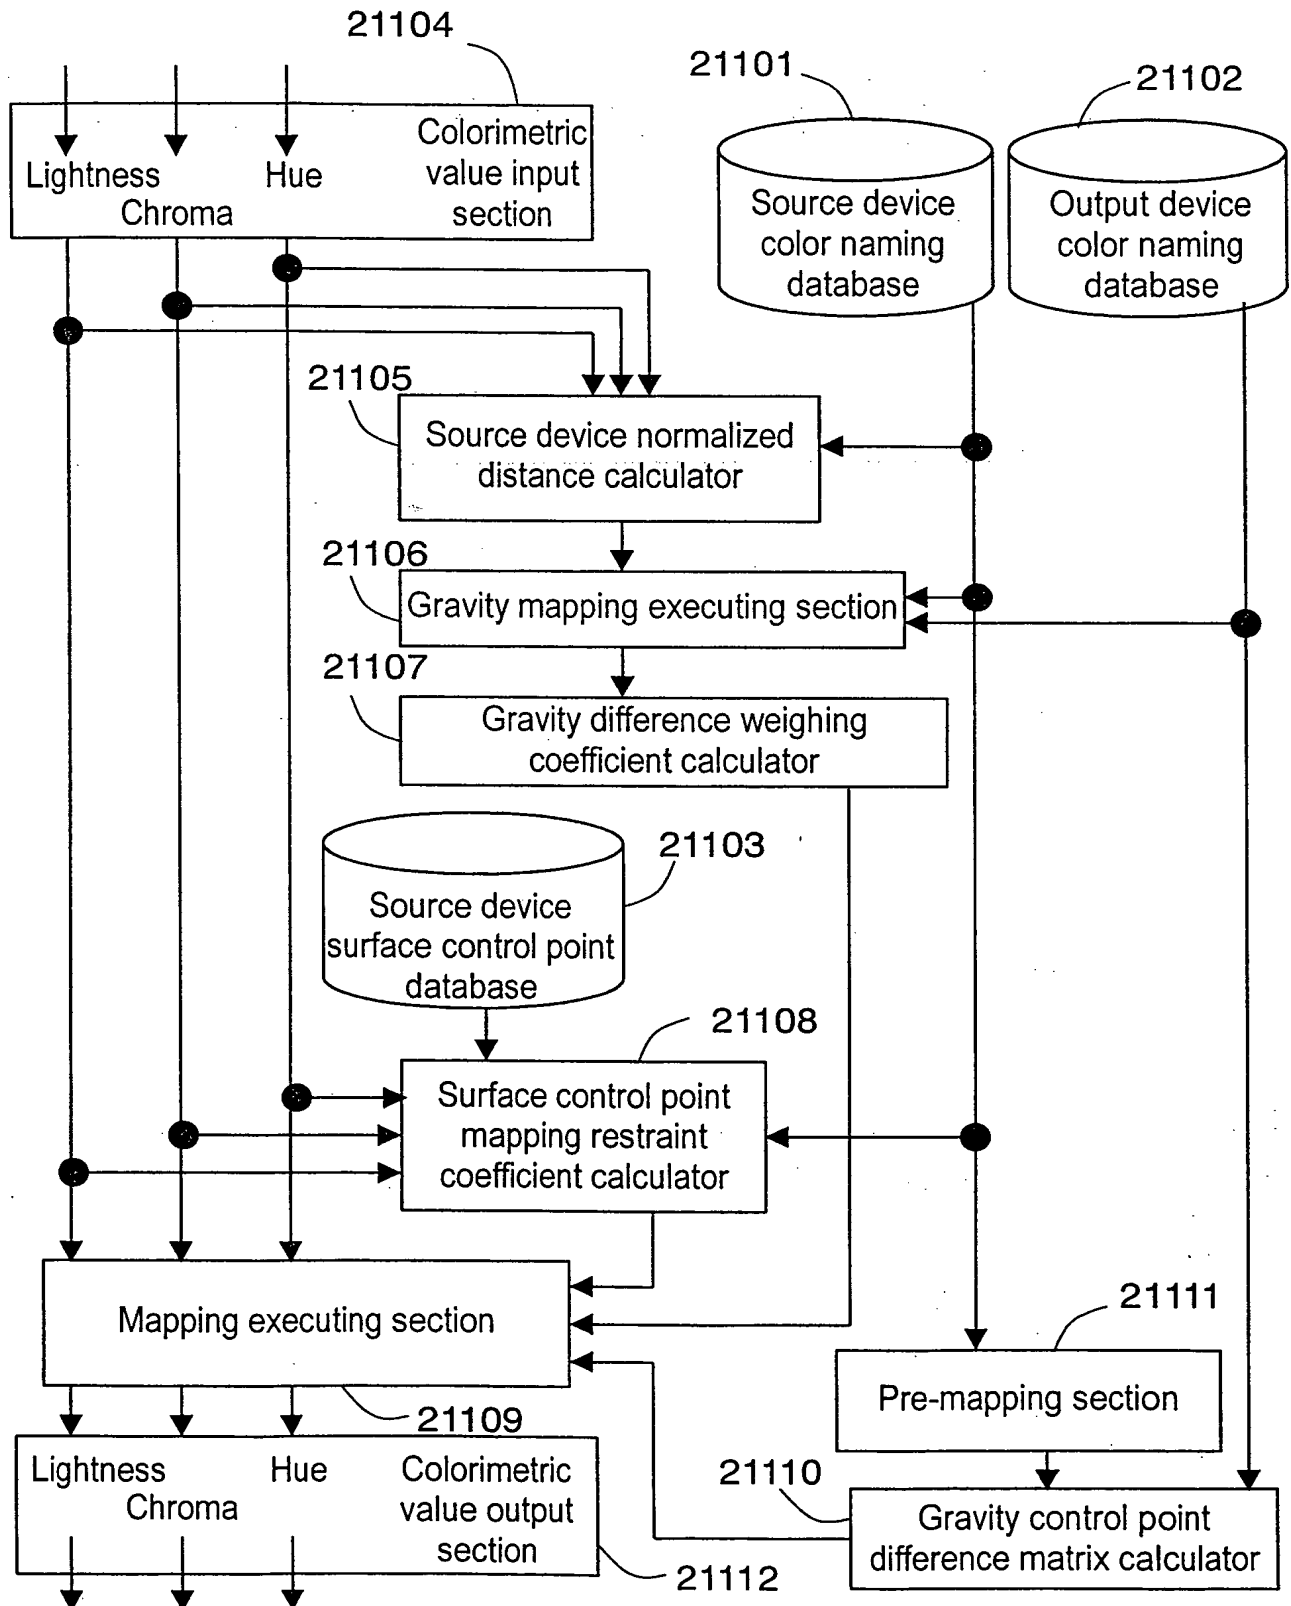 21104
21101
21102
Lightness
Chroma
Hue
Colorimetric
value input
section
Source device
color naming
database
Output device
color naming
database
21105
Source device normalized
distance calculator
21106
Gravity mapping executing section
21107
Gravity difference weighing
coefficient calculator
21103
Source device
surface control point
database
21108
Surface control point
mapping restraint
coefficient calculator
Mapping executing section
21109
21111
Pre-mapping section
21110
Gravity control point
difference matrix calculator
Lightness
Chroma
Hue
Colorimetric
value output
section
21112